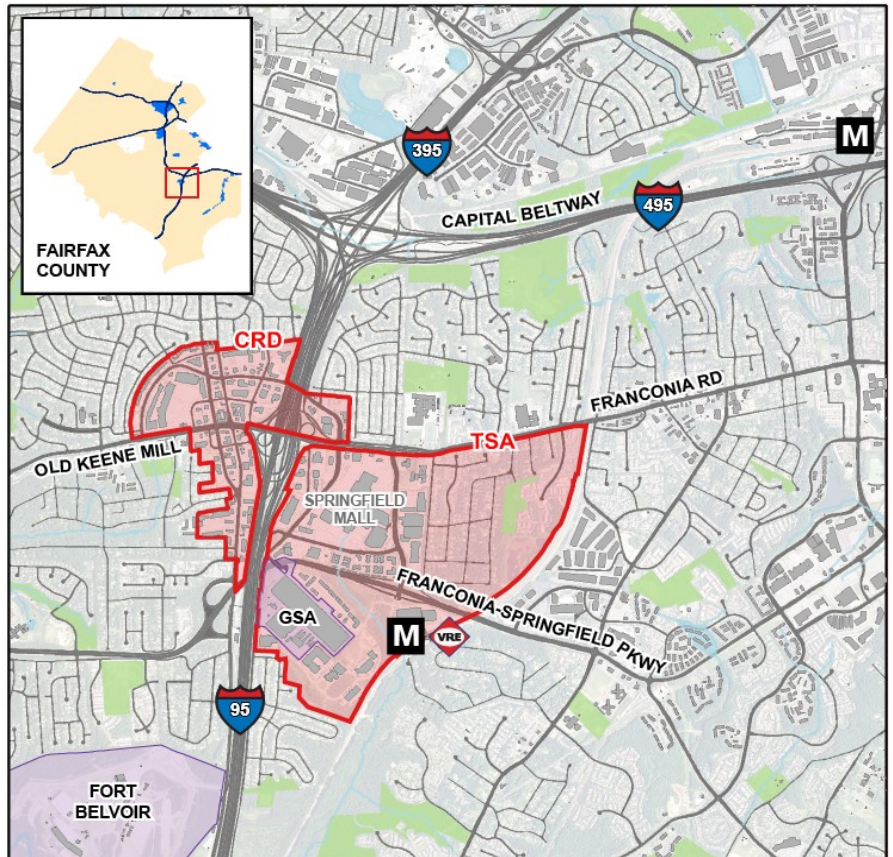 FAIRFAX
COUNTY
395
M
CAPITAL BELTWAY
495
CRD
FRANCONIA RD
TSA
OLD KEENE MILL
SPRINGFIELD
MALL
FRANCONIA-SPRINGFIELD PKWY
GSA
M
VRE
95
FORT
BELVOIR